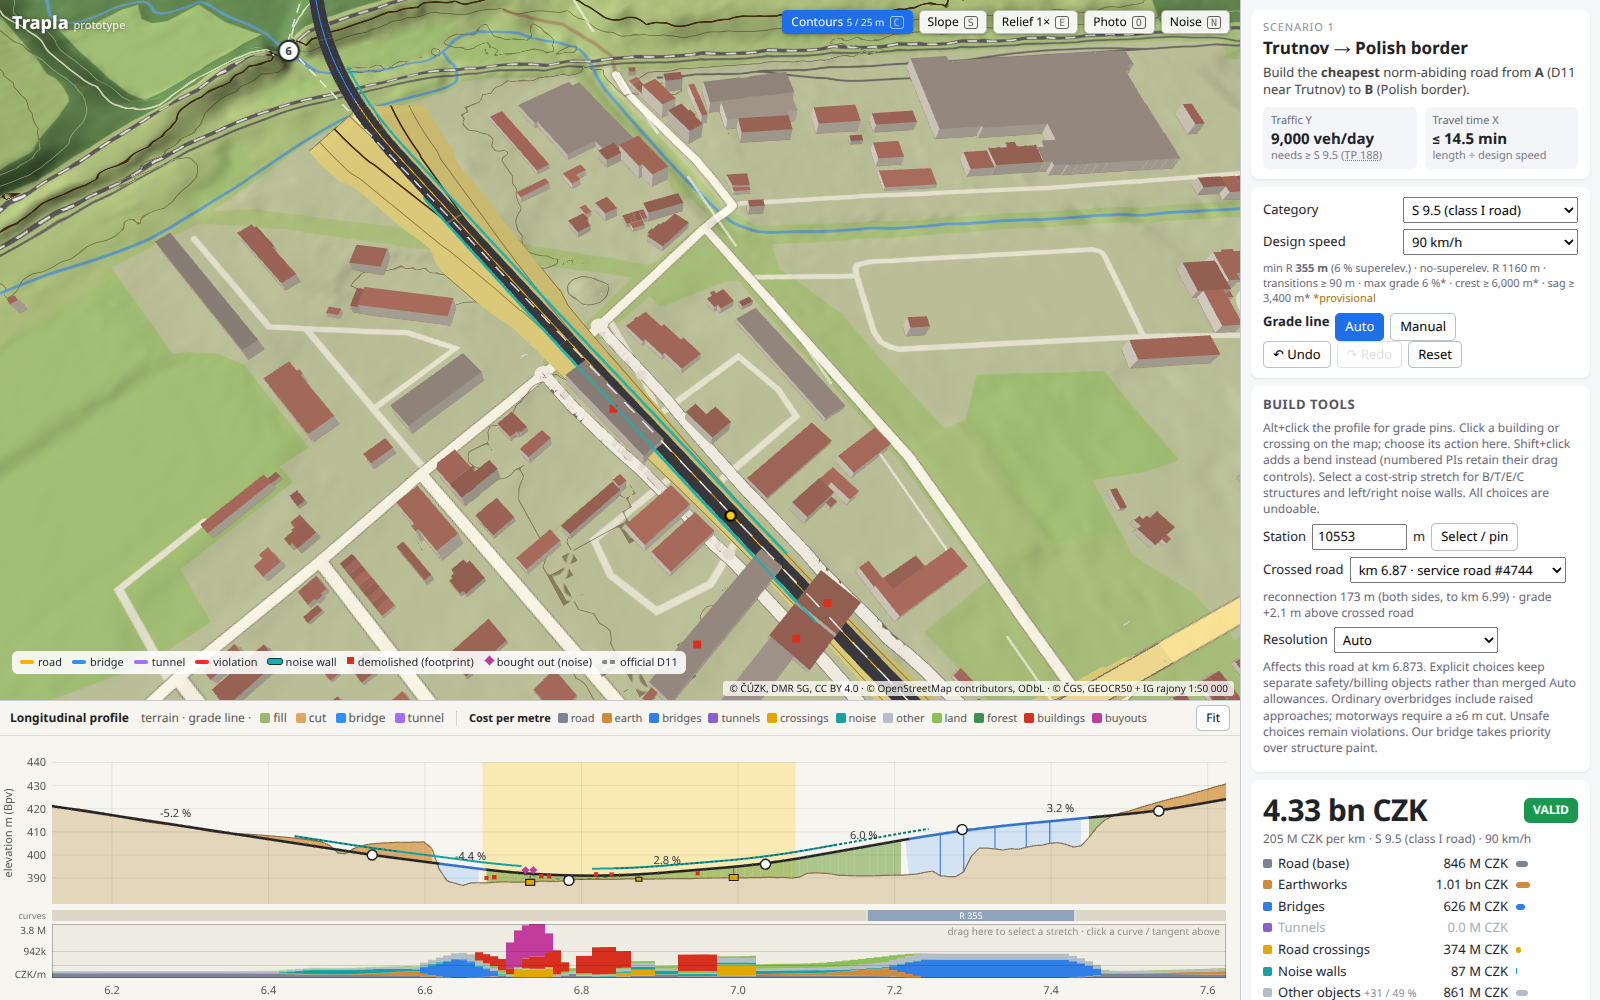 Trapla prototype
Contours 5 / 25 m C
Slope S
Relief 1× E
Photo O
Noise N
6
road
bridge
tunnel
violation
noise wall
demolished (footprint)
bought out (noise)
official D11
© ČÚZK, DMR 5G, CC BY 4.0 · © OpenStreetMap contributors, ODbL · © ČGS, GEOCR50 + IG rajony 1:50 000
Longitudinal profile terrain · grade line · fill cut bridge tunnel
Cost per metre road earth bridges tunnels crossings noise other land forest buildings buyouts
Fit
elevation m (Bpv)
440
430
420
410
400
390
-5.2 %
-4.4 %
2.8 %
6.0 %
3.2 %
curves
R 355
3.8 M
942k
CZK/m
drag here to select a stretch · click a curve / tangent above
6.2 6.4 6.6 6.8 7.0 7.2 7.4 7.6
SCENARIO 1
Trutnov → Polish border
Build the cheapest norm-abiding road from A (D11
near Trutnov) to B (Polish border).
Traffic Y
9,000 veh/day
needs ≥ S 9.5 (TP 188)
Travel time X
≤ 14.5 min
length ÷ design speed
Category S 9.5 (class I road)
Design speed 90 km/h
min R 355 m (6 % superelev.) · no-superelev. R 1160 m ·
transitions ≥ 90 m · max grade 6 %* · crest ≥ 6,000 m* · sag ≥
3,400 m* *provisional
Grade line Auto Manual
↶ Undo ↷ Redo Reset
BUILD TOOLS
Alt+click the profile for grade pins. Click a building or
crossing on the map; choose its action here. Shift+click
adds a bend instead (numbered PIs retain their drag
controls). Select a cost-strip stretch for B/T/E/C
structures and left/right noise walls. All choices are
undoable.
Station 10553 m Select / pin
Crossed road km 6.87 · service road #4744
reconnection 173 m (both sides, to km 6.99) · grade
+2.1 m above crossed road
Resolution Auto
Affects this road at km 6.873. Explicit choices keep
separate safety/billing objects rather than merged Auto
allowances. Ordinary overbridges include raised
approaches; motorways require a ≥6 m cut. Unsafe
choices remain violations. Our bridge takes priority
over structure paint.
4.33 bn CZK VALID
205 M CZK per km · S 9.5 (class I road) · 90 km/h
Road (base) 846 M CZK
Earthworks 1.01 bn CZK
Bridges 626 M CZK
Tunnels 0.0 M CZK
Road crossings 374 M CZK
Noise walls 87 M CZK
Other objects +31 / 49 % 861 M CZK